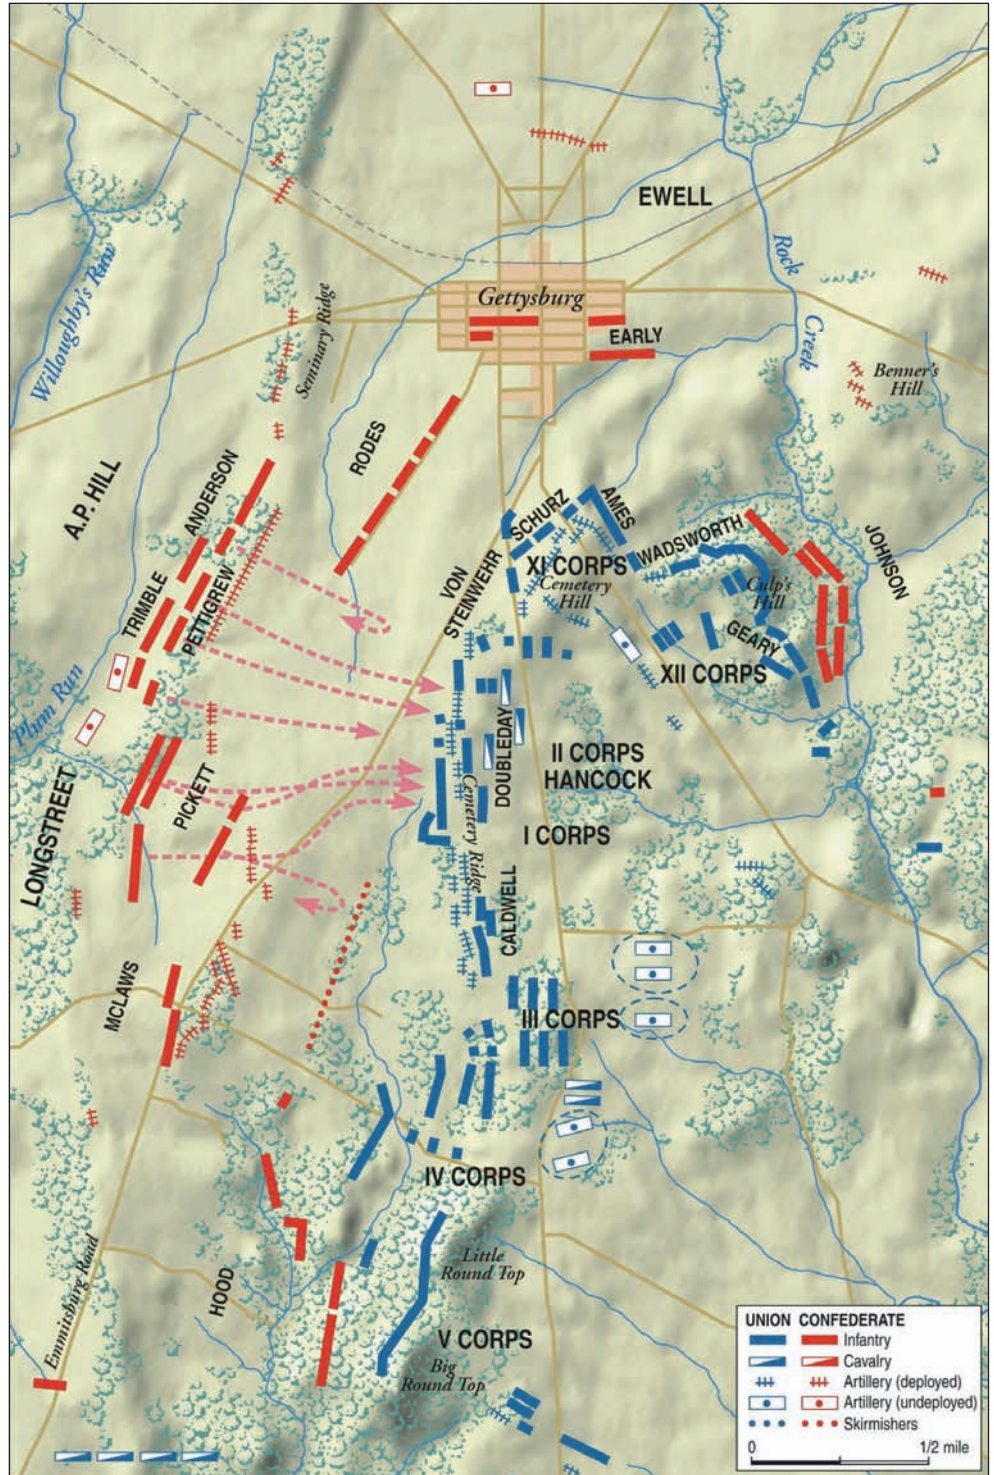 EWELL
Rock
Creek
Willoughby's Run
Gettysburg
Seminary Ridge
EARLY
Benner's
Hill
RODES
A.P. HILL
ANDERSON
SCHURZ
AMES
WADSWORTH
JOHNSON
TRIMBLE
PETTIGREW
VON
STEINWEHR
XI CORPS
Cemetery
Hill
Culp's
Hill
GEARY
XII CORPS
Plum Run
DOUBLEDAY
II CORPS
HANCOCK
LONGSTREET
PICKETT
Cemetery Ridge
I CORPS
CALDWELL
MCLAWS
III CORPS
IV CORPS
Emmitsburg Road
HOOD
Little
Round Top
V CORPS
Big
Round Top
UNION CONFEDERATE
Infantry
Cavalry
Artillery (deployed)
Artillery (undeployed)
Skirmishers
0 1/2 mile